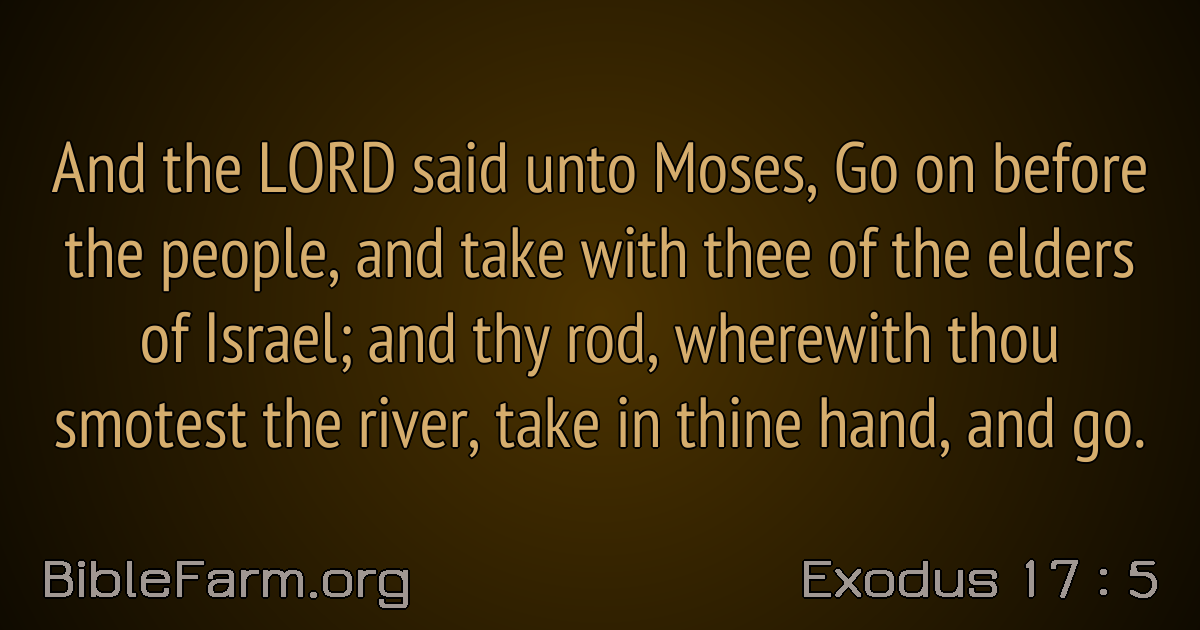 And the LORD said unto Moses, Go on before
the people, and take with thee of the elders
of Israel; and thy rod, wherewith thou
smotest the river, take in thine hand, and go.
BibleFarm.org
Exodus 17 : 5